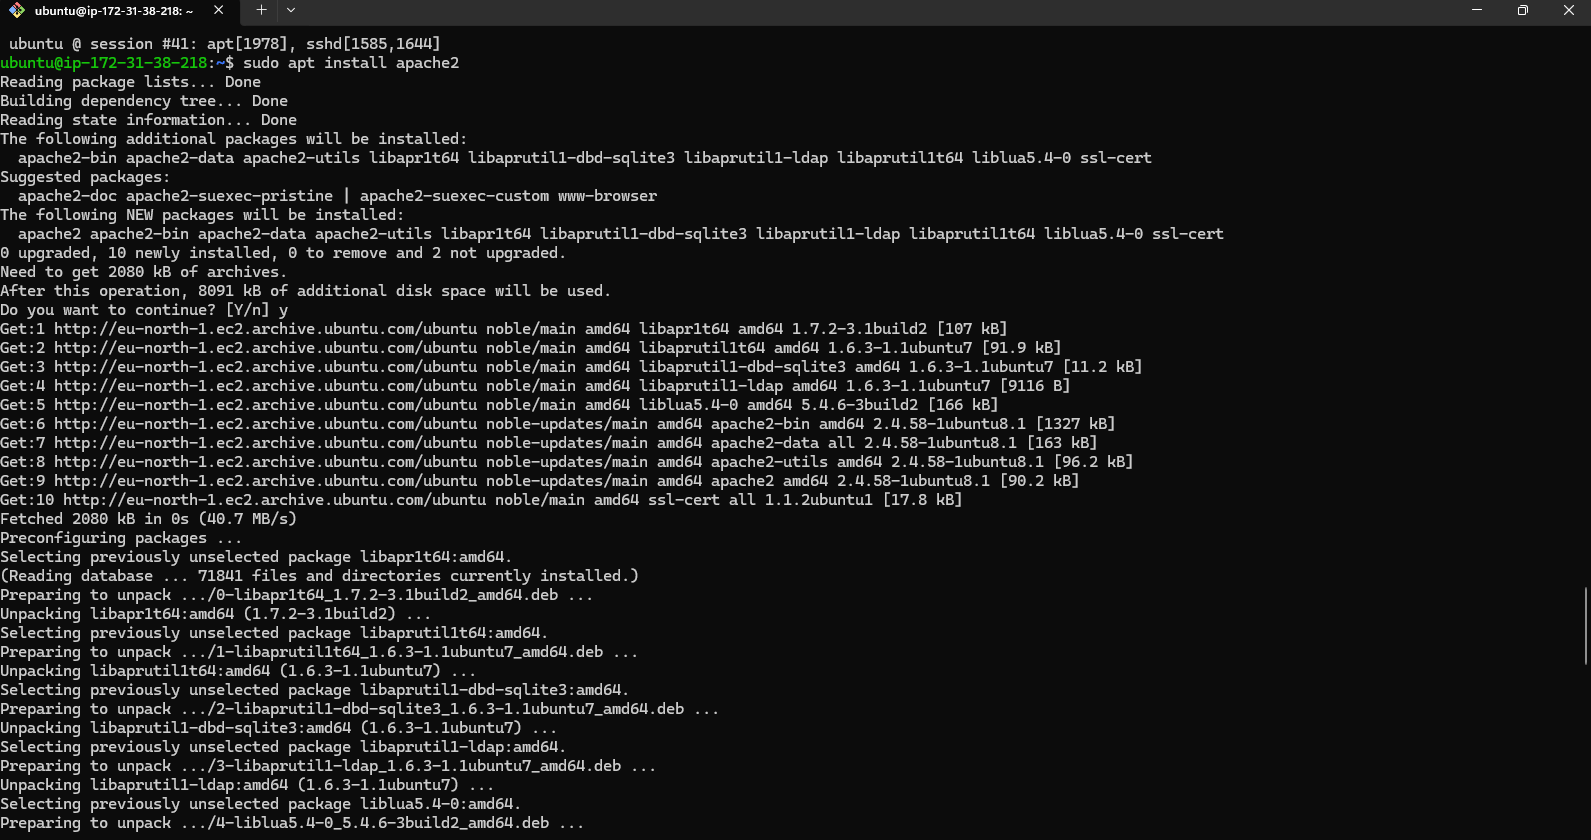 ubuntu@ip-172-31-38-218: ~
ubuntu @ session #41: apt[1978], sshd[1585,1644]
ubuntu@ip-172-31-38-218:~$ sudo apt install apache2
Reading package lists... Done
Building dependency tree... Done
Reading state information... Done
The following additional packages will be installed:
  apache2-bin apache2-data apache2-utils libapr1t64 libaprutil1-dbd-sqlite3 libaprutil1-ldap libaprutil1t64 liblua5.4-0 ssl-cert
Suggested packages:
  apache2-doc apache2-suexec-pristine | apache2-suexec-custom www-browser
The following NEW packages will be installed:
  apache2 apache2-bin apache2-data apache2-utils libapr1t64 libaprutil1-dbd-sqlite3 libaprutil1-ldap libaprutil1t64 liblua5.4-0 ssl-cert
0 upgraded, 10 newly installed, 0 to remove and 2 not upgraded.
Need to get 2080 kB of archives.
After this operation, 8091 kB of additional disk space will be used.
Do you want to continue? [Y/n] y
Get:1 http://eu-north-1.ec2.archive.ubuntu.com/ubuntu noble/main amd64 libapr1t64 amd64 1.7.2-3.1build2 [107 kB]
Get:2 http://eu-north-1.ec2.archive.ubuntu.com/ubuntu noble/main amd64 libaprutil1t64 amd64 1.6.3-1.1ubuntu7 [91.9 kB]
Get:3 http://eu-north-1.ec2.archive.ubuntu.com/ubuntu noble/main amd64 libaprutil1-dbd-sqlite3 amd64 1.6.3-1.1ubuntu7 [11.2 kB]
Get:4 http://eu-north-1.ec2.archive.ubuntu.com/ubuntu noble/main amd64 libaprutil1-ldap amd64 1.6.3-1.1ubuntu7 [9116 B]
Get:5 http://eu-north-1.ec2.archive.ubuntu.com/ubuntu noble/main amd64 liblua5.4-0 amd64 5.4.6-3build2 [166 kB]
Get:6 http://eu-north-1.ec2.archive.ubuntu.com/ubuntu noble-updates/main amd64 apache2-bin amd64 2.4.58-1ubuntu8.1 [1327 kB]
Get:7 http://eu-north-1.ec2.archive.ubuntu.com/ubuntu noble-updates/main amd64 apache2-data all 2.4.58-1ubuntu8.1 [163 kB]
Get:8 http://eu-north-1.ec2.archive.ubuntu.com/ubuntu noble-updates/main amd64 apache2-utils amd64 2.4.58-1ubuntu8.1 [96.2 kB]
Get:9 http://eu-north-1.ec2.archive.ubuntu.com/ubuntu noble-updates/main amd64 apache2 amd64 2.4.58-1ubuntu8.1 [90.2 kB]
Get:10 http://eu-north-1.ec2.archive.ubuntu.com/ubuntu noble/main amd64 ssl-cert all 1.1.2ubuntu1 [17.8 kB]
Fetched 2080 kB in 0s (40.7 MB/s)
Preconfiguring packages ...
Selecting previously unselected package libapr1t64:amd64.
(Reading database ... 71841 files and directories currently installed.)
Preparing to unpack .../0-libapr1t64_1.7.2-3.1build2_amd64.deb ...
Unpacking libapr1t64:amd64 (1.7.2-3.1build2) ...
Selecting previously unselected package libaprutil1t64:amd64.
Preparing to unpack .../1-libaprutil1t64_1.6.3-1.1ubuntu7_amd64.deb ...
Unpacking libaprutil1t64:amd64 (1.6.3-1.1ubuntu7) ...
Selecting previously unselected package libaprutil1-dbd-sqlite3:amd64.
Preparing to unpack .../2-libaprutil1-dbd-sqlite3_1.6.3-1.1ubuntu7_amd64.deb ...
Unpacking libaprutil1-dbd-sqlite3:amd64 (1.6.3-1.1ubuntu7) ...
Selecting previously unselected package libaprutil1-ldap:amd64.
Preparing to unpack .../3-libaprutil1-ldap_1.6.3-1.1ubuntu7_amd64.deb ...
Unpacking libaprutil1-ldap:amd64 (1.6.3-1.1ubuntu7) ...
Selecting previously unselected package liblua5.4-0:amd64.
Preparing to unpack .../4-liblua5.4-0_5.4.6-3build2_amd64.deb ...